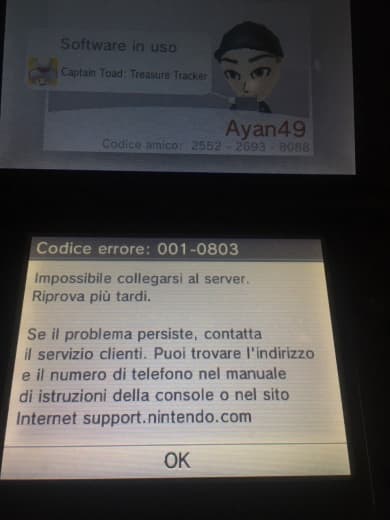 Software in uso
Captain Toad: Treasure Tracker
Ayan49
Codice amico: 2552 - 2693 - 8088
Codice errore: 001-0803
Impossibile collegarsi al server.
Riprova più tardi.
Se il problema persiste, contatta
il servizio clienti. Puoi trovare l'indirizzo
e il numero di telefono nel manuale
di istruzioni della console o nel sito
Internet support.nintendo.com
OK